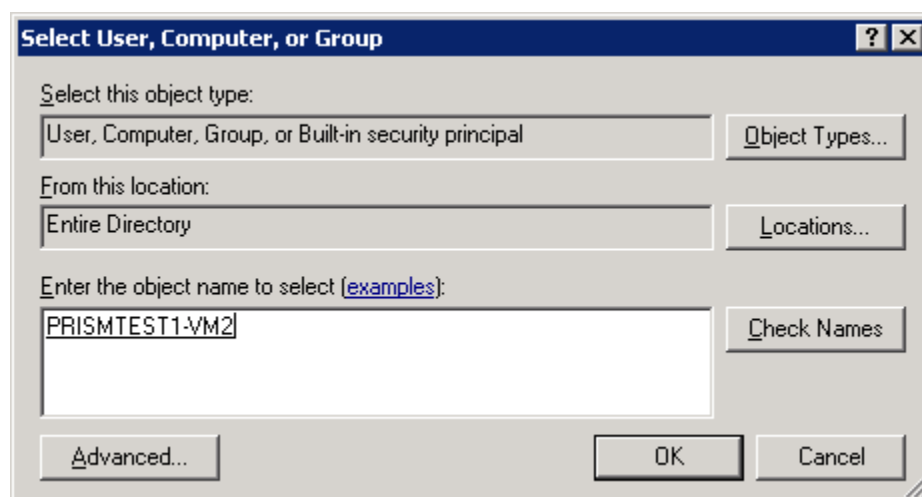 Select User, Computer, or Group
Select this object type:
User, Computer, Group, or Built-in security principal
Object Types...
From this location:
Entire Directory
Locations...
Enter the object name to select (examples):
PRISMTEST1-VM2
Check Names
Advanced...
OK
Cancel